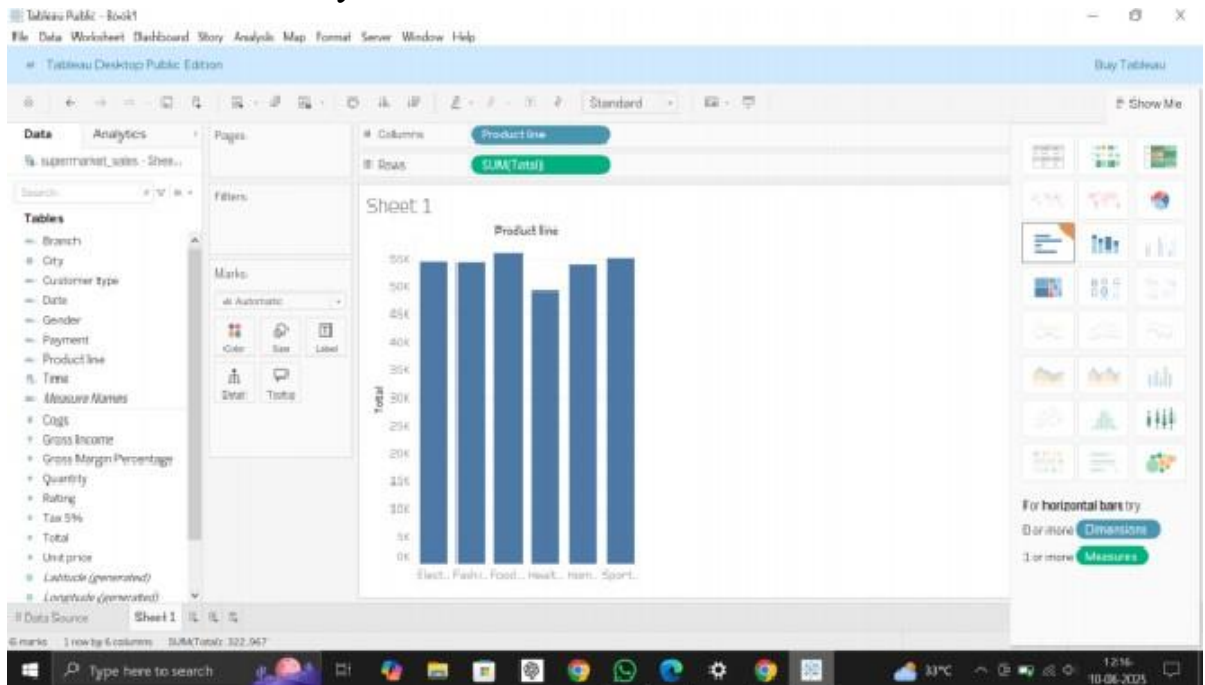 Tableau Public - Book1
File Data Worksheet Dashboard Story Analysis Map Format Server Window Help
Tableau Desktop Public Edition
Buy Tableau
Standard
Show Me
Data
Analytics
supermarket_sales - Shee...
Search
Tables
Branch
City
Customer type
Date
Gender
Payment
Product line
Time
Measure Names
Cogs
Gross Income
Gross Margin Percentage
Quantity
Rating
Tax 5%
Total
Unit price
Latitude (generated)
Longitude (generated)
Pages
Filters
Marks
Automatic
Color
Size
Label
Detail
Tooltip
Columns
Product line
Rows
SUM(Total)
Sheet 1
Product line
55K
50K
45K
40K
35K
30K
25K
20K
15K
10K
5K
0K
Total
Elect.. Fashi.. Food.. Healt.. Hom.. Sport..
For horizontal bars try
0 or more Dimensions
1 or more Measures
Data Source
Sheet 1
6 marks 1 row by 6 columns SUM(Total): 322,967
Type here to search
33°C
12:16
10-06-2025